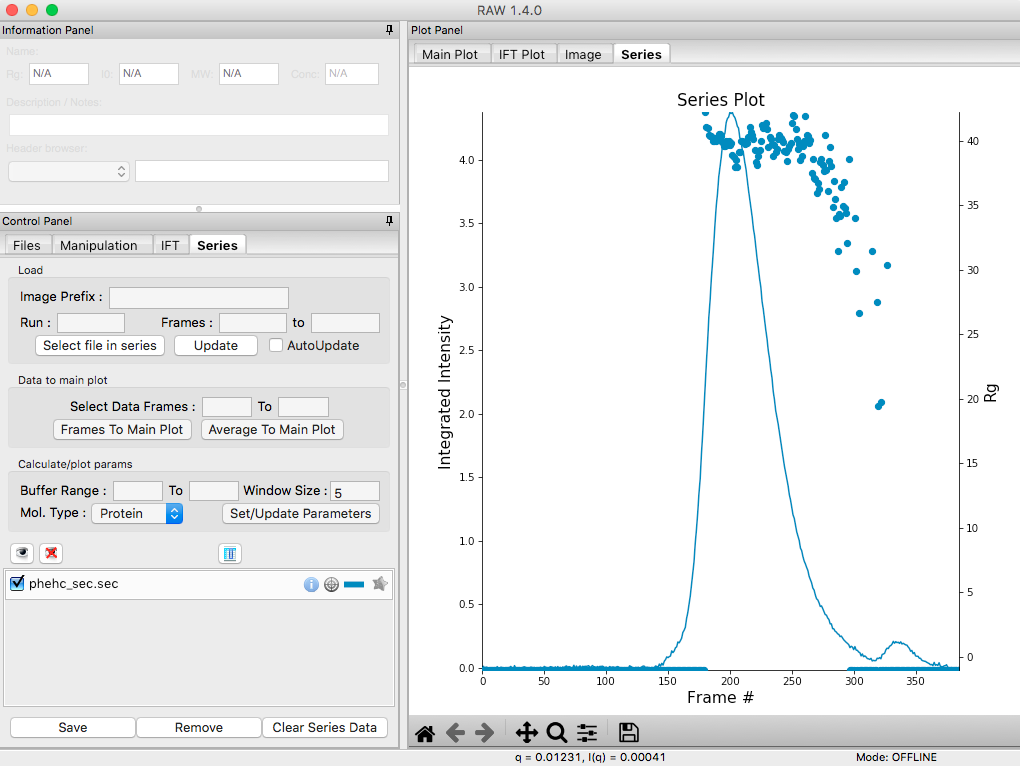 RAW 1.4.0
Information Panel
Name:
Rg: N/A I0: N/A MW: N/A Conc: N/A
Description / Notes:
Header browser:
Control Panel
Files Manipulation IFT Series
Load
Image Prefix :
Run : Frames : to
Select file in series Update AutoUpdate
Data to main plot
Select Data Frames : To
Frames To Main Plot Average To Main Plot
Calculate/plot params
Buffer Range : To Window Size : 5
Mol. Type : Protein Set/Update Parameters
phehc_sec.sec
Save Remove Clear Series Data
Plot Panel
Main Plot IFT Plot Image Series
Series Plot
Integrated Intensity
4.0
3.5
3.0
2.5
2.0
1.5
1.0
0.5
0.0
0 50 100 150 200 250 300 350
Frame #
40
35
30
25
20
15
10
5
0
Rg
q = 0.01231, I(q) = 0.00041 Mode: OFFLINE